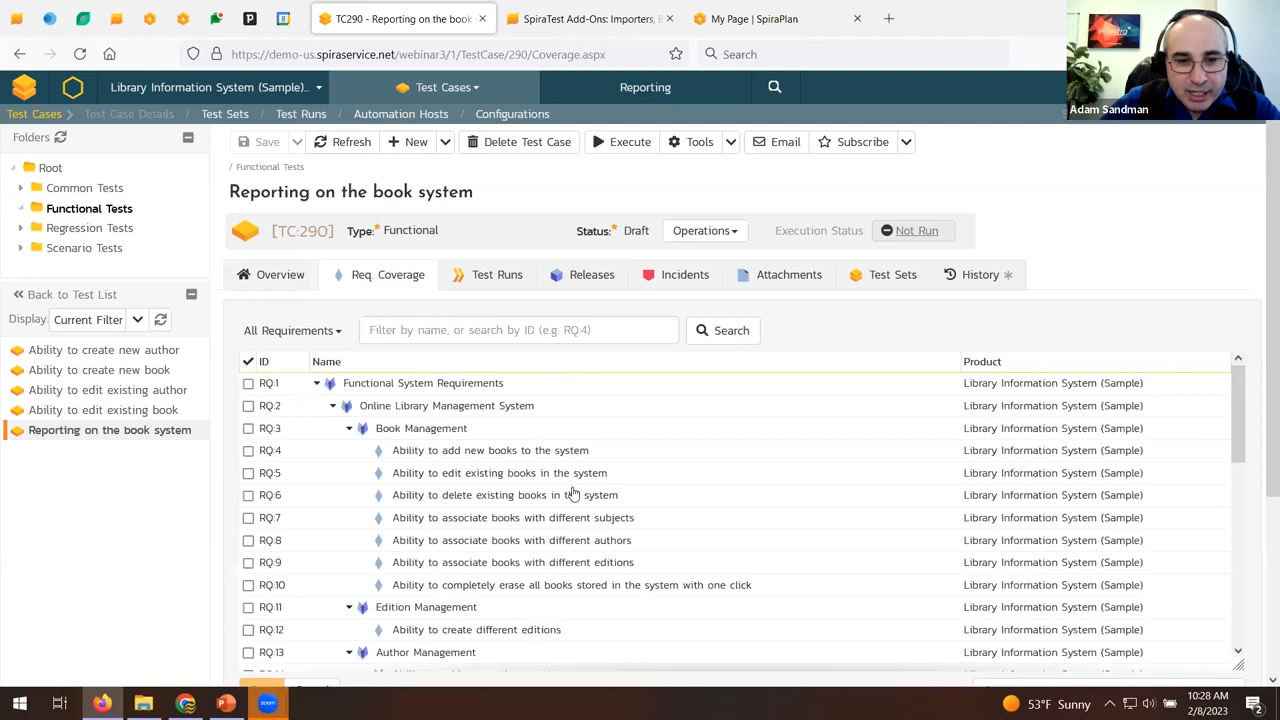 TC290 - Reporting on the book
SpiraTest Add-Ons: Importers, E
My Page | SpiraPlan
https://demo-us.spiraservice.net/webinar3/1/TestCase/290/Coverage.aspx
Search
Adam Sandman
Library Information System (Sample)...
Test Cases
Reporting
Test Cases
Test Case Details
Test Sets
Test Runs
Automation Hosts
Configurations
Folders
Root
Common Tests
Functional Tests
Regression Tests
Scenario Tests
Back to Test List
Display: Current Filter
Ability to create new author
Ability to create new book
Ability to edit existing author
Ability to edit existing book
Reporting on the book system
Save
Refresh
New
Delete Test Case
Execute
Tools
Email
Subscribe
/ Functional Tests
Reporting on the book system
[TC:290] Type:* Functional Status:* Draft Operations Execution Status: Not Run
Overview
Req. Coverage
Test Runs
Releases
Incidents
Attachments
Test Sets
History
All Requirements
Filter by name, or search by ID (e.g. RQ:4)
Search
ID Name Product
RQ:1 Functional System Requirements Library Information System (Sample)
RQ:2 Online Library Management System Library Information System (Sample)
RQ:3 Book Management Library Information System (Sample)
RQ:4 Ability to add new books to the system Library Information System (Sample)
RQ:5 Ability to edit existing books in the system Library Information System (Sample)
RQ:6 Ability to delete existing books in the system Library Information System (Sample)
RQ:7 Ability to associate books with different subjects Library Information System (Sample)
RQ:8 Ability to associate books with different authors Library Information System (Sample)
RQ:9 Ability to associate books with different editions Library Information System (Sample)
RQ:10 Ability to completely erase all books stored in the system with one click Library Information System (Sample)
RQ:11 Edition Management Library Information System (Sample)
RQ:12 Ability to create different editions Library Information System (Sample)
RQ:13 Author Management Library Information System (Sample)
zoom
53°F Sunny
10:28 AM
2/8/2023
2